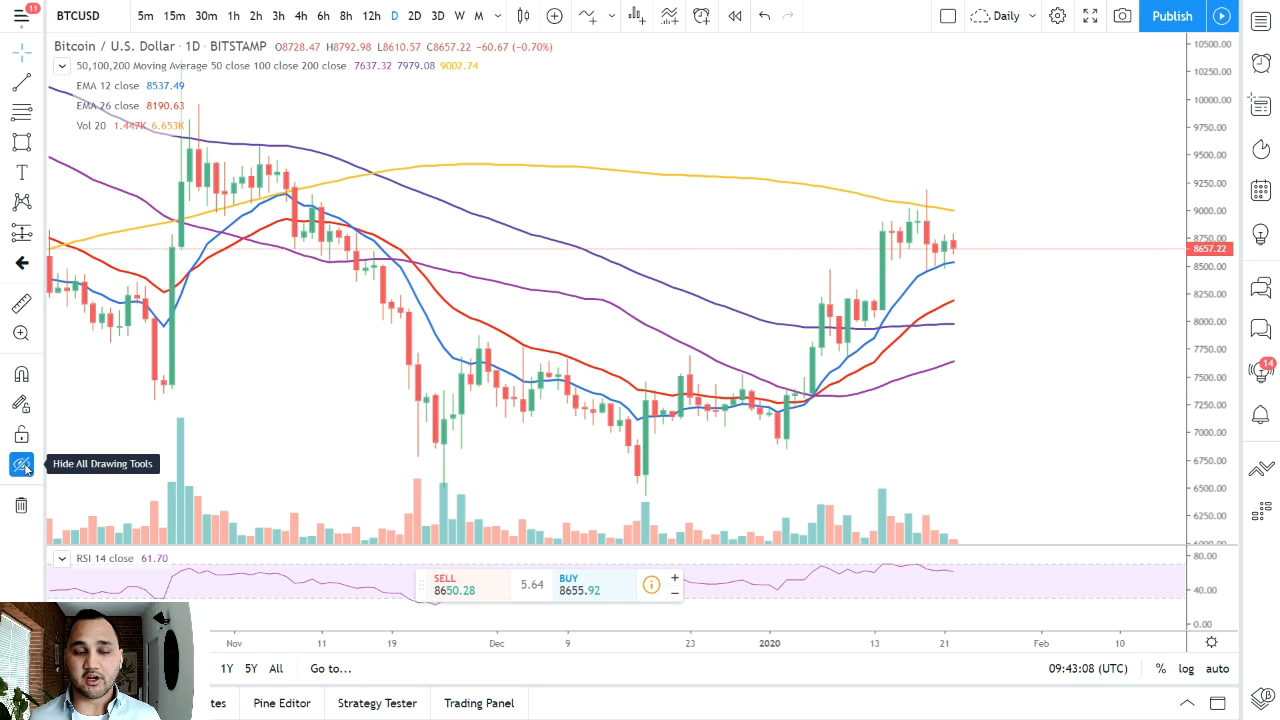 11
BTCUSD 5m 15m 30m 1h 2h 3h 4h 6h 8h 12h D 2D 3D W M Daily Publish
Bitcoin / U.S. Dollar · 1D · BITSTAMP O8728.47 H8792.98 L8610.57 C8657.22 −60.67 (−0.70%)
50,100,200 Moving Average 50 close 100 close 200 close 7637.32 7979.08 9002.74
EMA 12 close 8537.49
EMA 26 close 8190.63
Vol 20 1.447K 6.653K
T
10500.00
10250.00
10000.00
9750.00
9500.00
9250.00
9000.00
8750.00
8657.22
8500.00
8250.00
8000.00
7750.00
7500.00
7250.00
7000.00
6750.00
6500.00
6250.00
14
Hide All Drawing Tools
RSI 14 close 61.70
80.00
40.00
0.00
SELL
8650.28
5.64
BUY
8655.92
Nov 11 19 Dec 9 23 2020 13 21 Feb 10
1Y 5Y All Go to... 09:43:08 (UTC) % log auto
tes Pine Editor Strategy Tester Trading Panel